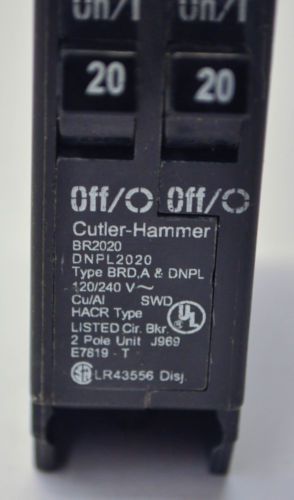 On/I On/I
20 20
Off/O Off/O
Cutler-Hammer
BR2020
DNPL2020
Type BRD,A & DNPL
120/240 V~
Cu/Al SWD
HACR Type
UL
LISTED Cir. Bkr.
2 Pole Unit J969
E7819 - T
LR43556 Disj.